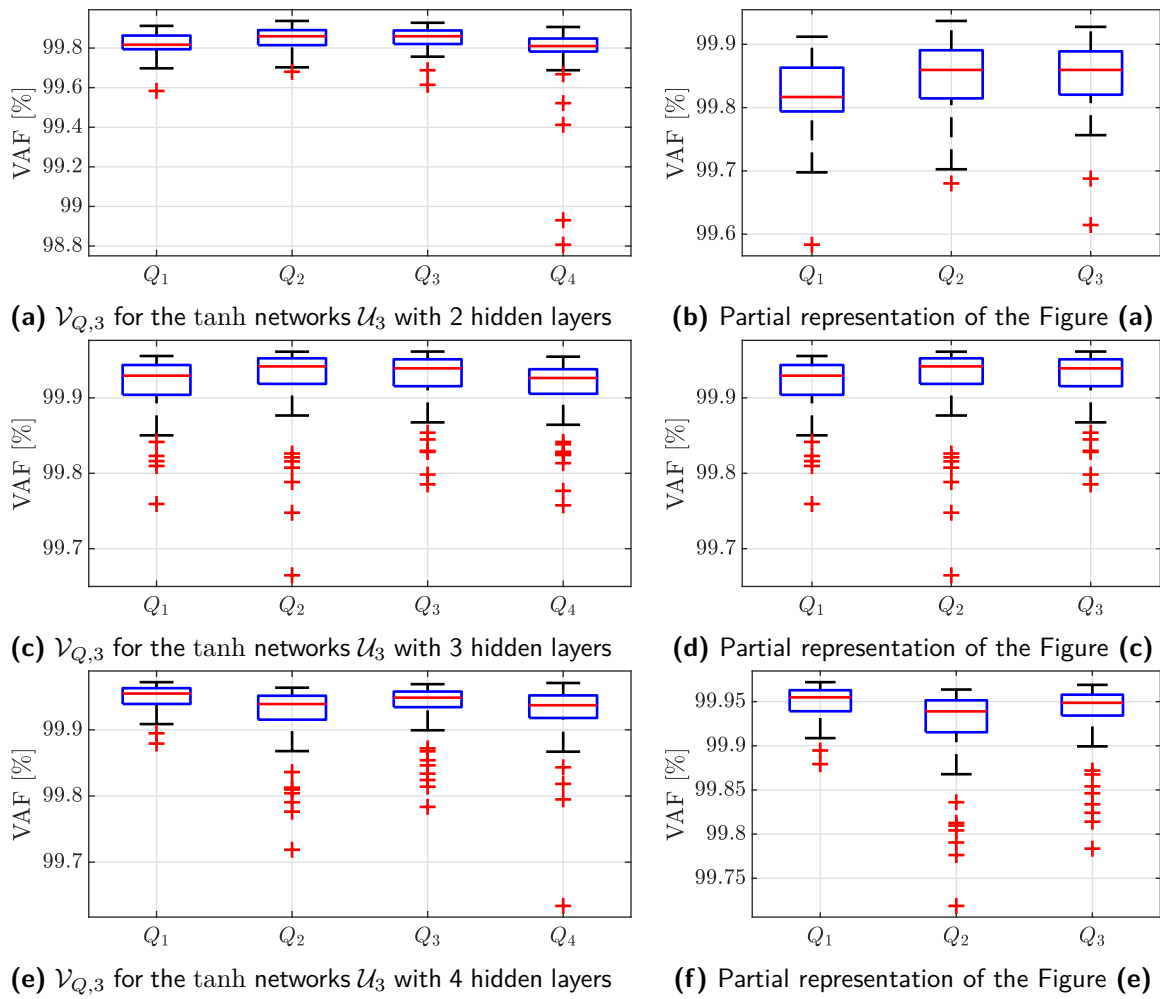 VAF [%]
99.8
99.6
99.4
99.2
99
98.8
Q₁ Q₂ Q₃ Q₄
(a) 𝒱_{Q,3} for the tanh networks 𝒰₃ with 2 hidden layers
VAF [%]
99.9
99.8
99.7
99.6
Q₁ Q₂ Q₃
(b) Partial representation of the Figure (a)
VAF [%]
99.9
99.8
99.7
Q₁ Q₂ Q₃ Q₄
(c) 𝒱_{Q,3} for the tanh networks 𝒰₃ with 3 hidden layers
VAF [%]
99.9
99.8
99.7
Q₁ Q₂ Q₃
(d) Partial representation of the Figure (c)
VAF [%]
99.9
99.8
99.7
Q₁ Q₂ Q₃ Q₄
(e) 𝒱_{Q,3} for the tanh networks 𝒰₃ with 4 hidden layers
VAF [%]
99.95
99.9
99.85
99.8
99.75
Q₁ Q₂ Q₃
(f) Partial representation of the Figure (e)